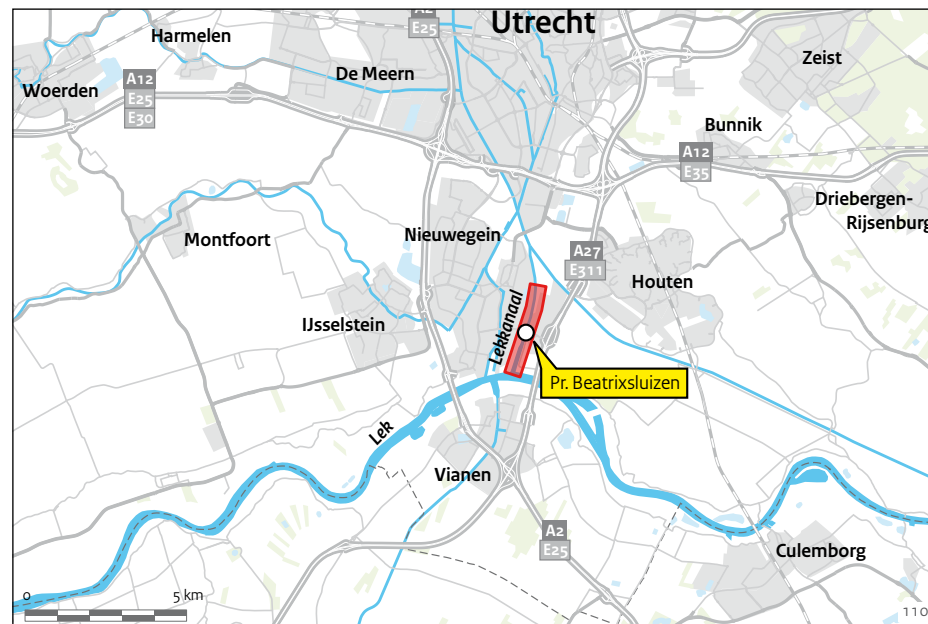 Utrecht
A2
E25
Harmelen
De Meern
Zeist
Woerden
A12
E25
E30
Bunnik
A12
E35
Driebergen-
Rijsenburg
Montfoort
Nieuwegein
A27
E311
Houten
IJsselstein
Lekkanaal
Pr. Beatrixsluizen
Lek
Vianen
A2
E25
Culemborg
0
5 km
110